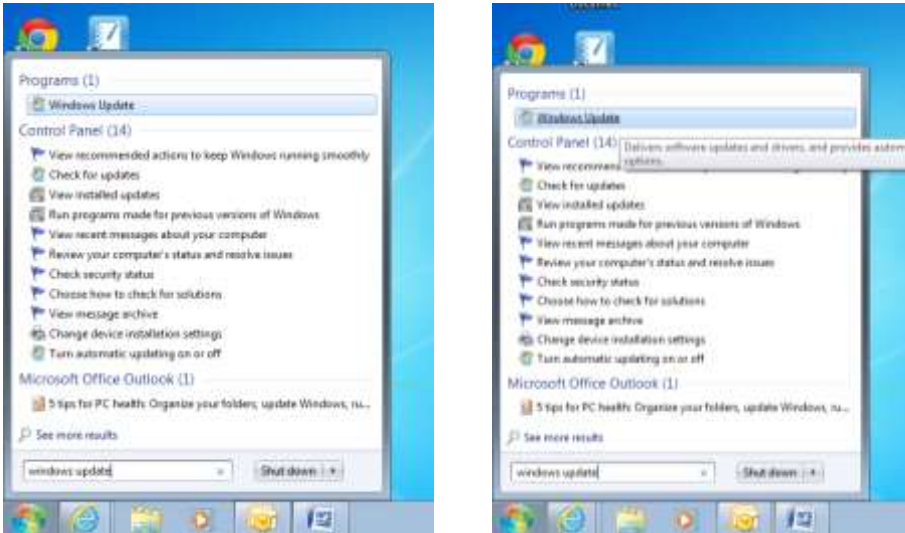 Programs (1)
Windows Update
Control Panel (14)
View recommended actions to keep Windows running smoothly
Check for updates
View installed updates
Run programs made for previous versions of Windows
View recent messages about your computer
Review your computer's status and resolve issues
Check security status
Choose how to check for solutions
View message archive
Change device installation settings
Turn automatic updating on or off
Microsoft Office Outlook (1)
5 tips for PC health: Organize your folders, update Windows, ru...
See more results
windows update
Shut down
Programs (1)
Windows Update
Control Panel (14)
Delivers software updates and drivers, and provides autom
options.
View recommen
Check for updates
View installed updates
Run programs made for previous versions of Windows
View recent messages about your computer
Review your computer's status and resolve issues
Check security status
Choose how to check for solutions
View message archive
Change device installation settings
Turn automatic updating on or off
Microsoft Office Outlook (1)
5 tips for PC health: Organize your folders, update Windows, ru...
See more results
windows update
Shut down